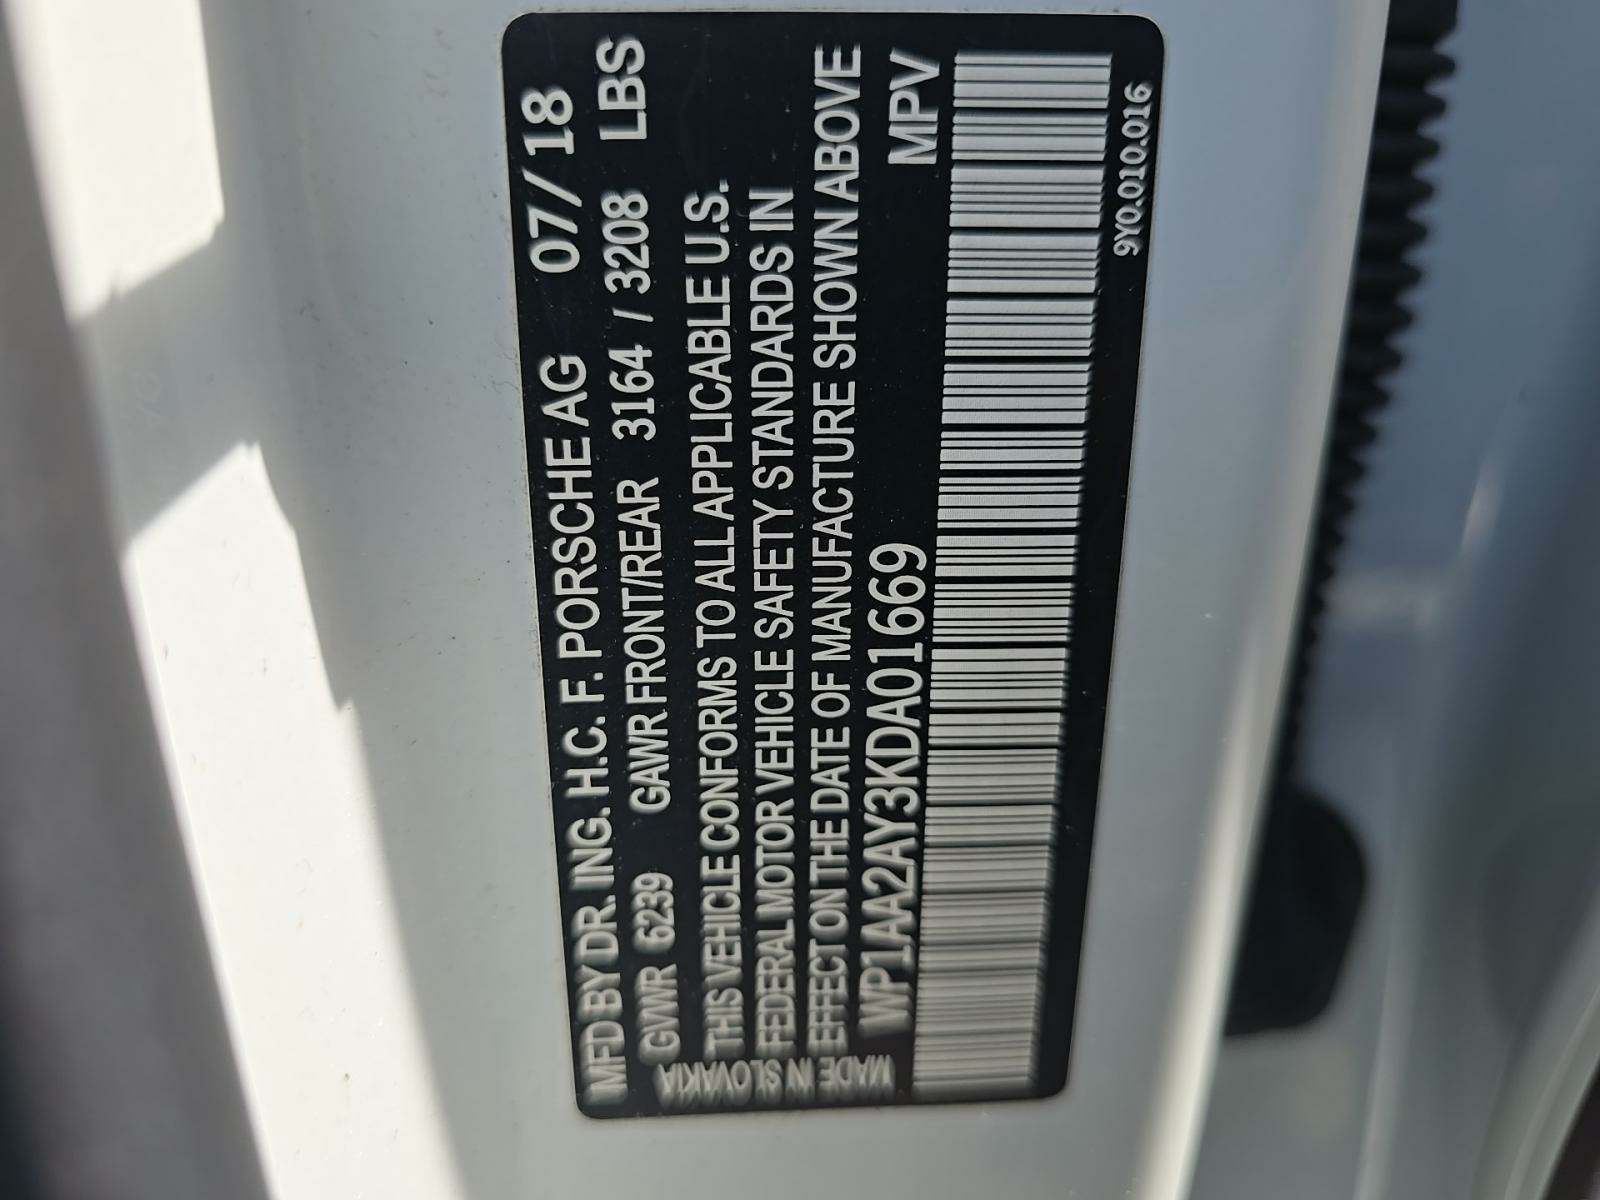 MFD BY DR. ING. H.C. F. PORSCHE AG 07/18
GVWR 6239 GAWR FRONT/REAR 3164 / 3208 LBS
THIS VEHICLE CONFORMS TO ALL APPLICABLE U.S.
FEDERAL MOTOR VEHICLE SAFETY STANDARDS IN
EFFECT ON THE DATE OF MANUFACTURE SHOWN ABOVE
WP1AA2AY3KDA01669 MPV
9Y0.010.016
MADE IN SLOVAKIA